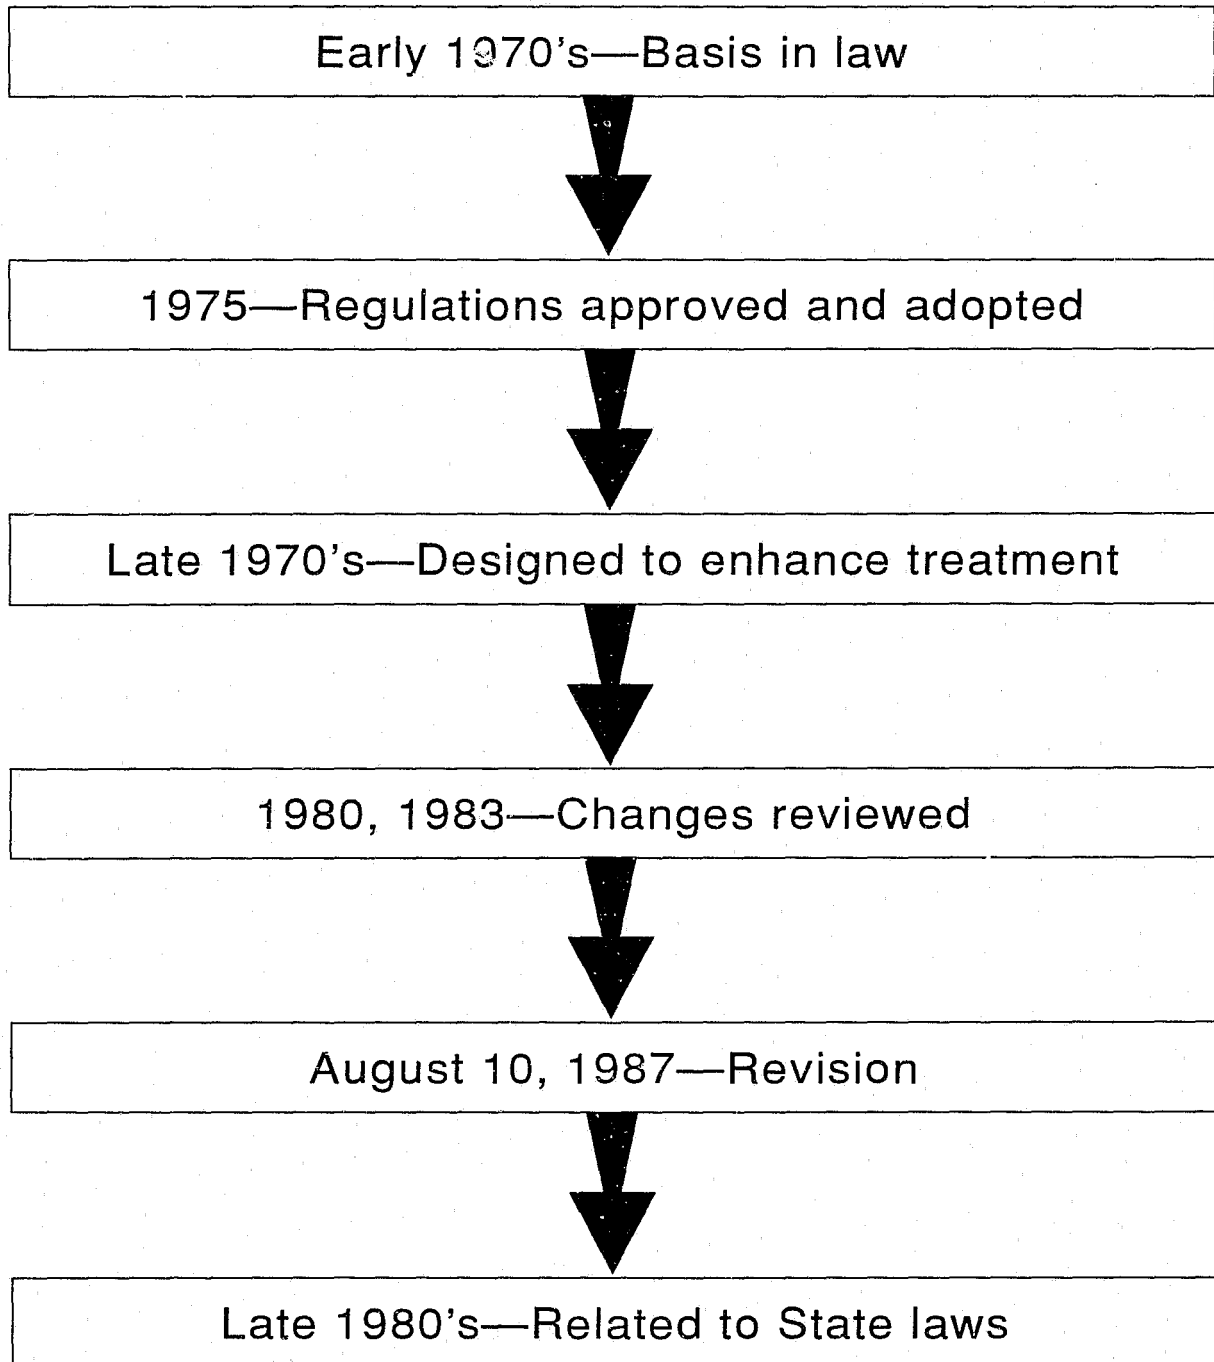 Early 1970's—Basis in law
1975—Regulations approved and adopted
Late 1970's—Designed to enhance treatment
1980, 1983—Changes reviewed
August 10, 1987—Revision
Late 1980's—Related to State laws